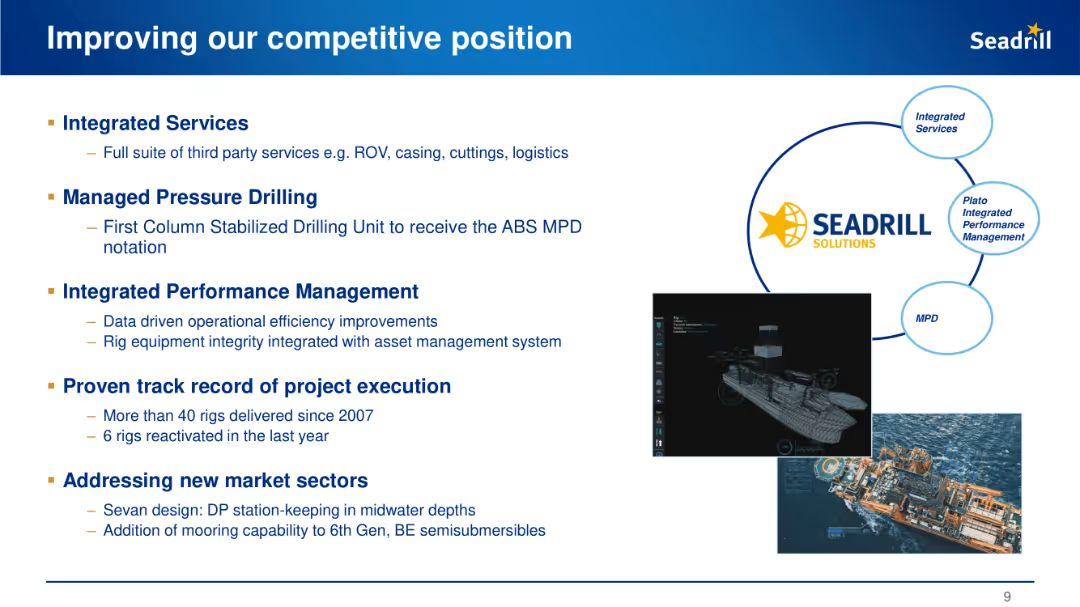 Improving our competitive position
Seadrill
Integrated Services
– Full suite of third party services e.g. ROV, casing, cuttings, logistics
Managed Pressure Drilling
– First Column Stabilized Drilling Unit to receive the ABS MPD
notation
Integrated Performance Management
– Data driven operational efficiency improvements
– Rig equipment integrity integrated with asset management system
Proven track record of project execution
– More than 40 rigs delivered since 2007
– 6 rigs reactivated in the last year
Addressing new market sectors
– Sevan design: DP station-keeping in midwater depths
– Addition of mooring capability to 6th Gen, BE semisubmersibles
Integrated
Services
Plato
Integrated
Performance
Management
SEADRILL
SOLUTIONS
MPD
9